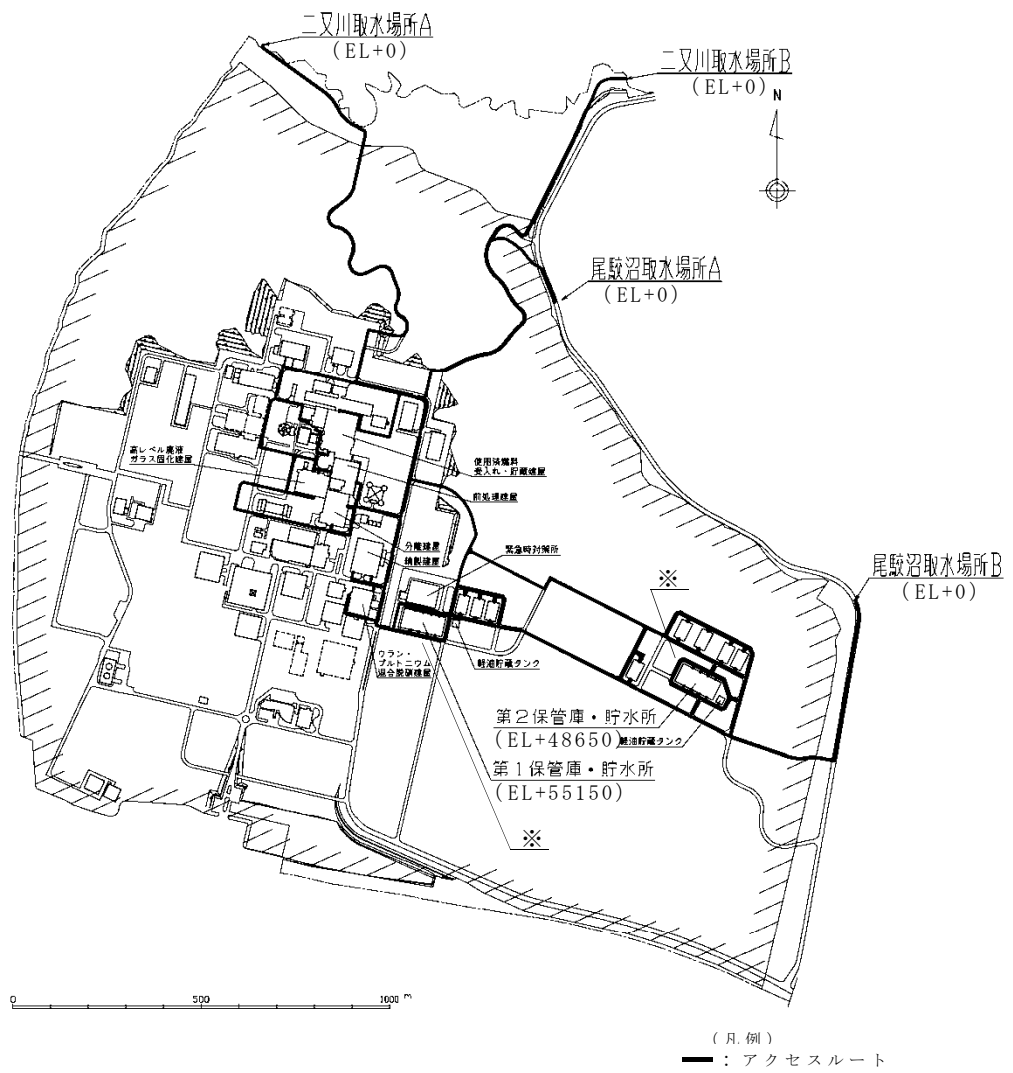 二又川取水場所A
(EL+0)
二又川取水場所B
(EL+0)
N
尾駮沼取水場所A
(EL+0)
高レベル廃液
ガラス固化建屋
使用済燃料
受入れ・貯蔵建屋
前処理建屋
分離建屋
精製建屋
緊急時対策所
※
尾駮沼取水場所B
(EL+0)
ウラン・
プルトニウム
混合脱硝建屋
軽油貯蔵タンク
第2保管庫・貯水所
(EL+48650)
軽油貯蔵タンク
第1保管庫・貯水所
(EL+55150)
※
0 500 1000 m
(凡例)
：アクセスルート